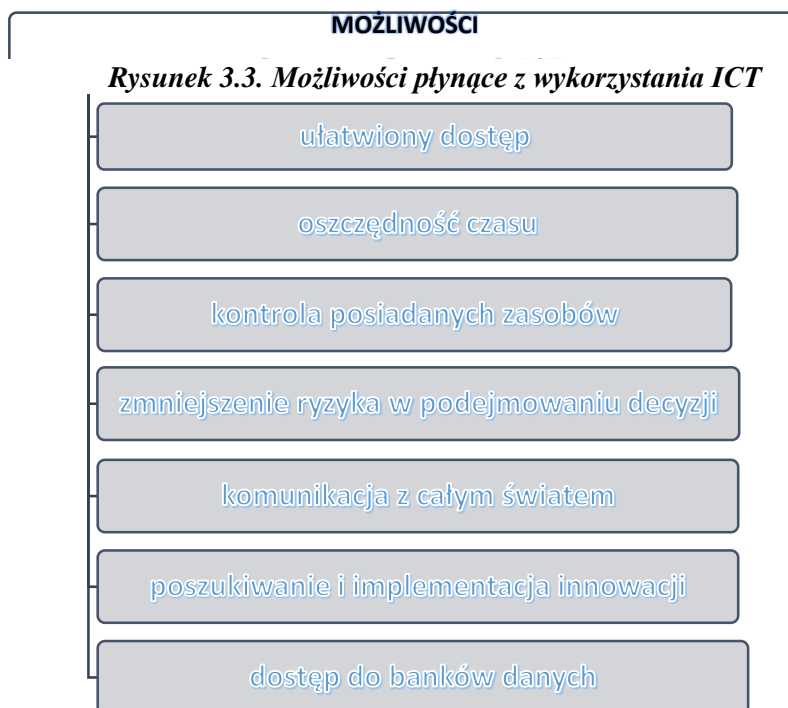 MOŻLIWOŚCI
Rysunek 3.3. Możliwości płynące z wykorzystania ICT
ułatwiony dostęp
oszczędność czasu
kontrola posiadanych zasobów
zmniejszenie ryzyka w podejmowaniu decyzji
komunikacja z całym światem
poszukiwanie i implementacja innowacji
dostęp do banków danych